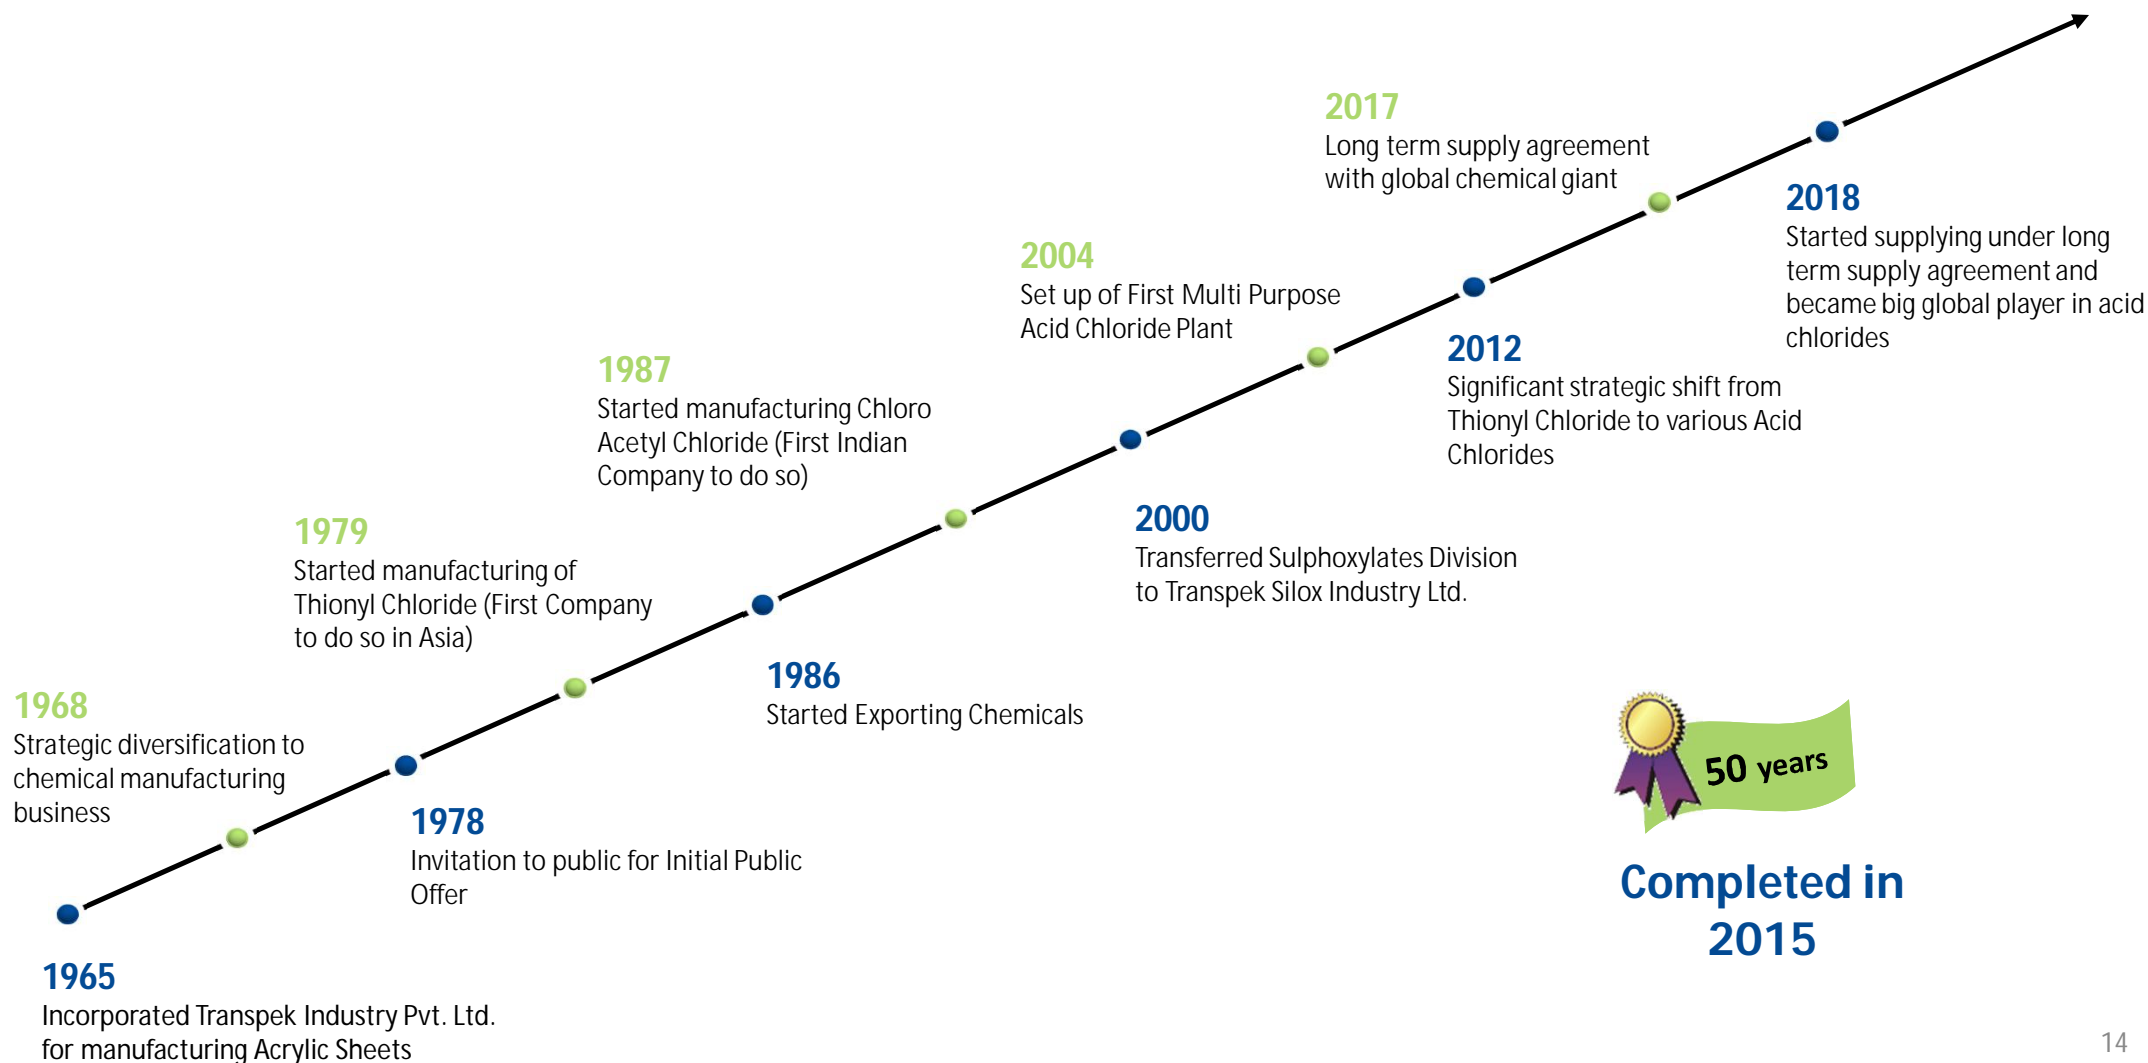 2017
Long term supply agreement
with global chemical giant
2018
Started supplying under long
term supply agreement and
became big global player in acid
chlorides
2004
Set up of First Multi Purpose
Acid Chloride Plant
2012
Significant strategic shift from
Thionyl Chloride to various Acid
Chlorides
1987
Started manufacturing Chloro
Acetyl Chloride (First Indian
Company to do so)
2000
Transferred Sulphoxylates Division
to Transpek Silox Industry Ltd.
1979
Started manufacturing of
Thionyl Chloride (First Company
to do so in Asia)
1986
Started Exporting Chemicals
1968
Strategic diversification to
chemical manufacturing
business
1978
Invitation to public for Initial Public
Offer
50 years
Completed in
2015
1965
Incorporated Transpek Industry Pvt. Ltd.
for manufacturing Acrylic Sheets
14